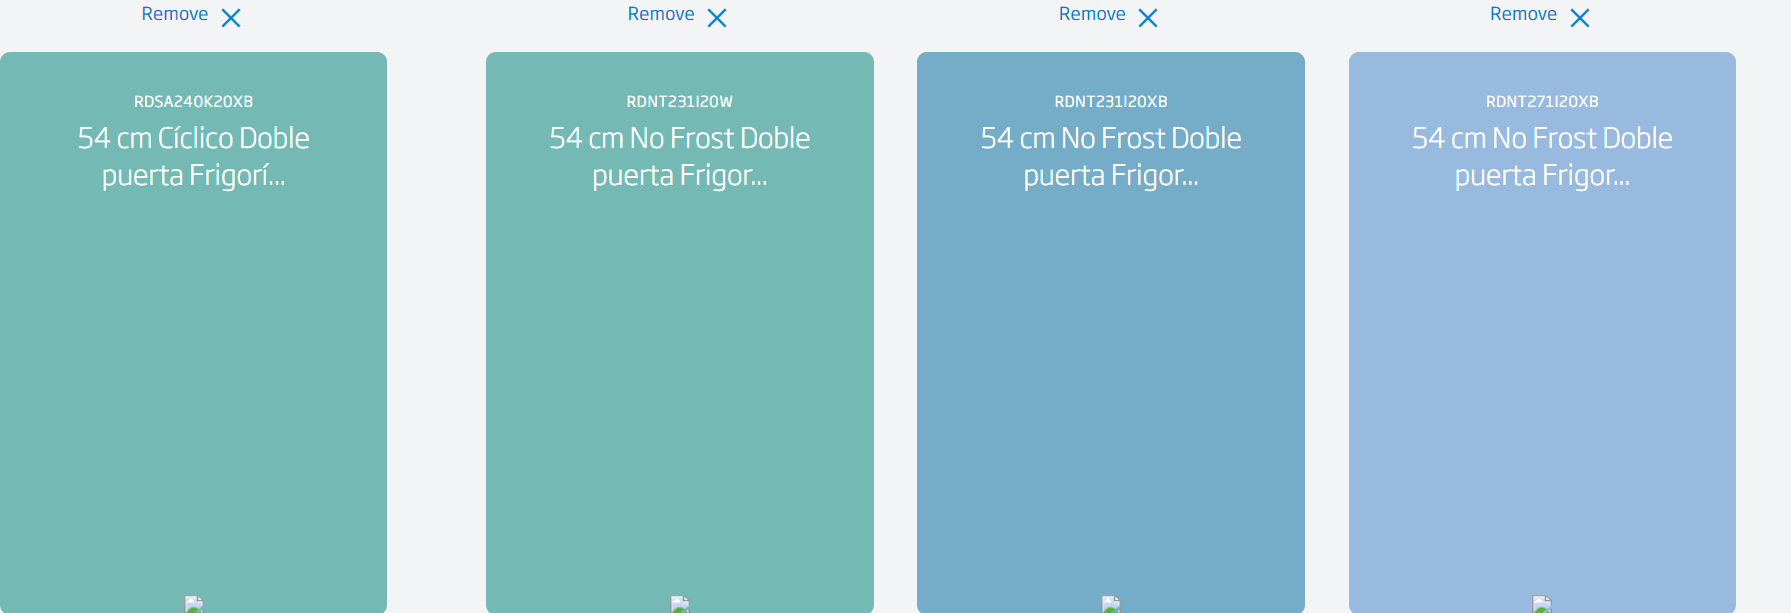 Remove
Remove
Remove
Remove
RDSA240K20XB
54 cm Cíclico Doble
puerta Frigorí...
RDNT231I20W
54 cm No Frost Doble
puerta Frigor...
RDNT231I20XB
54 cm No Frost Doble
puerta Frigor...
RDNT271I20XB
54 cm No Frost Doble
puerta Frigor...